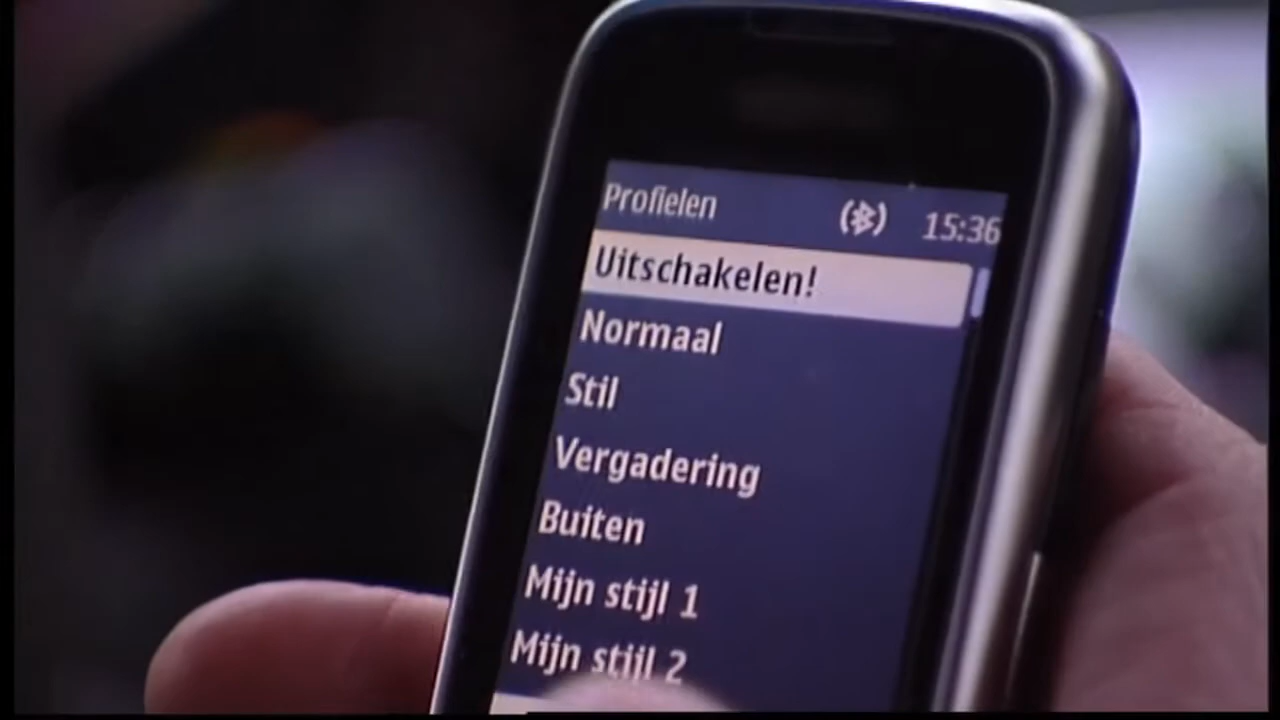 Profielen 15:36
Uitschakelen!
Normaal
Stil
Vergadering
Buiten
Mijn stijl 1
Mijn stijl 2